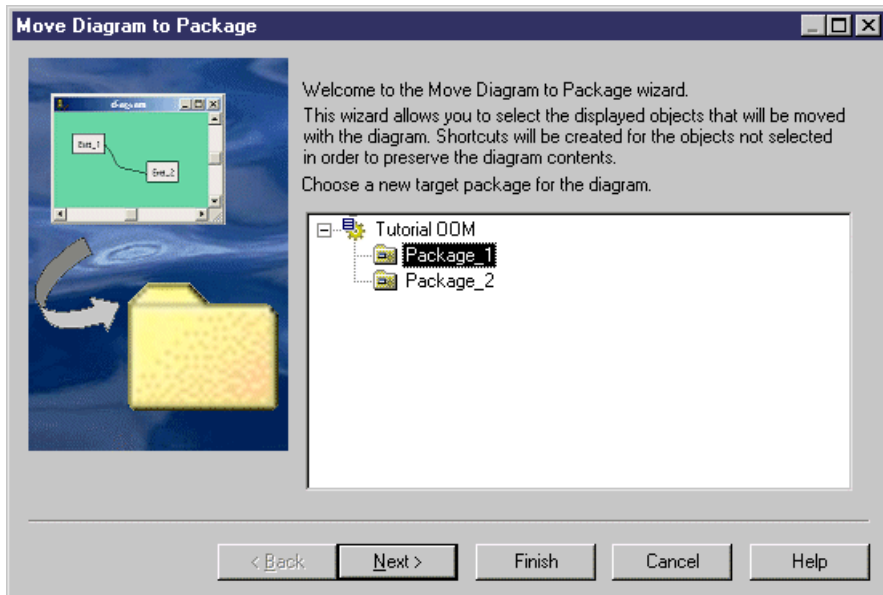 Move Diagram to Package
diagram
Entt_1
Entt_2
Welcome to the Move Diagram to Package wizard.
This wizard allows you to select the displayed objects that will be moved
with the diagram. Shortcuts will be created for the objects not selected
in order to preserve the diagram contents.
Choose a new target package for the diagram.
Tutorial OOM
Package_1
Package_2
< Back
Next >
Finish
Cancel
Help